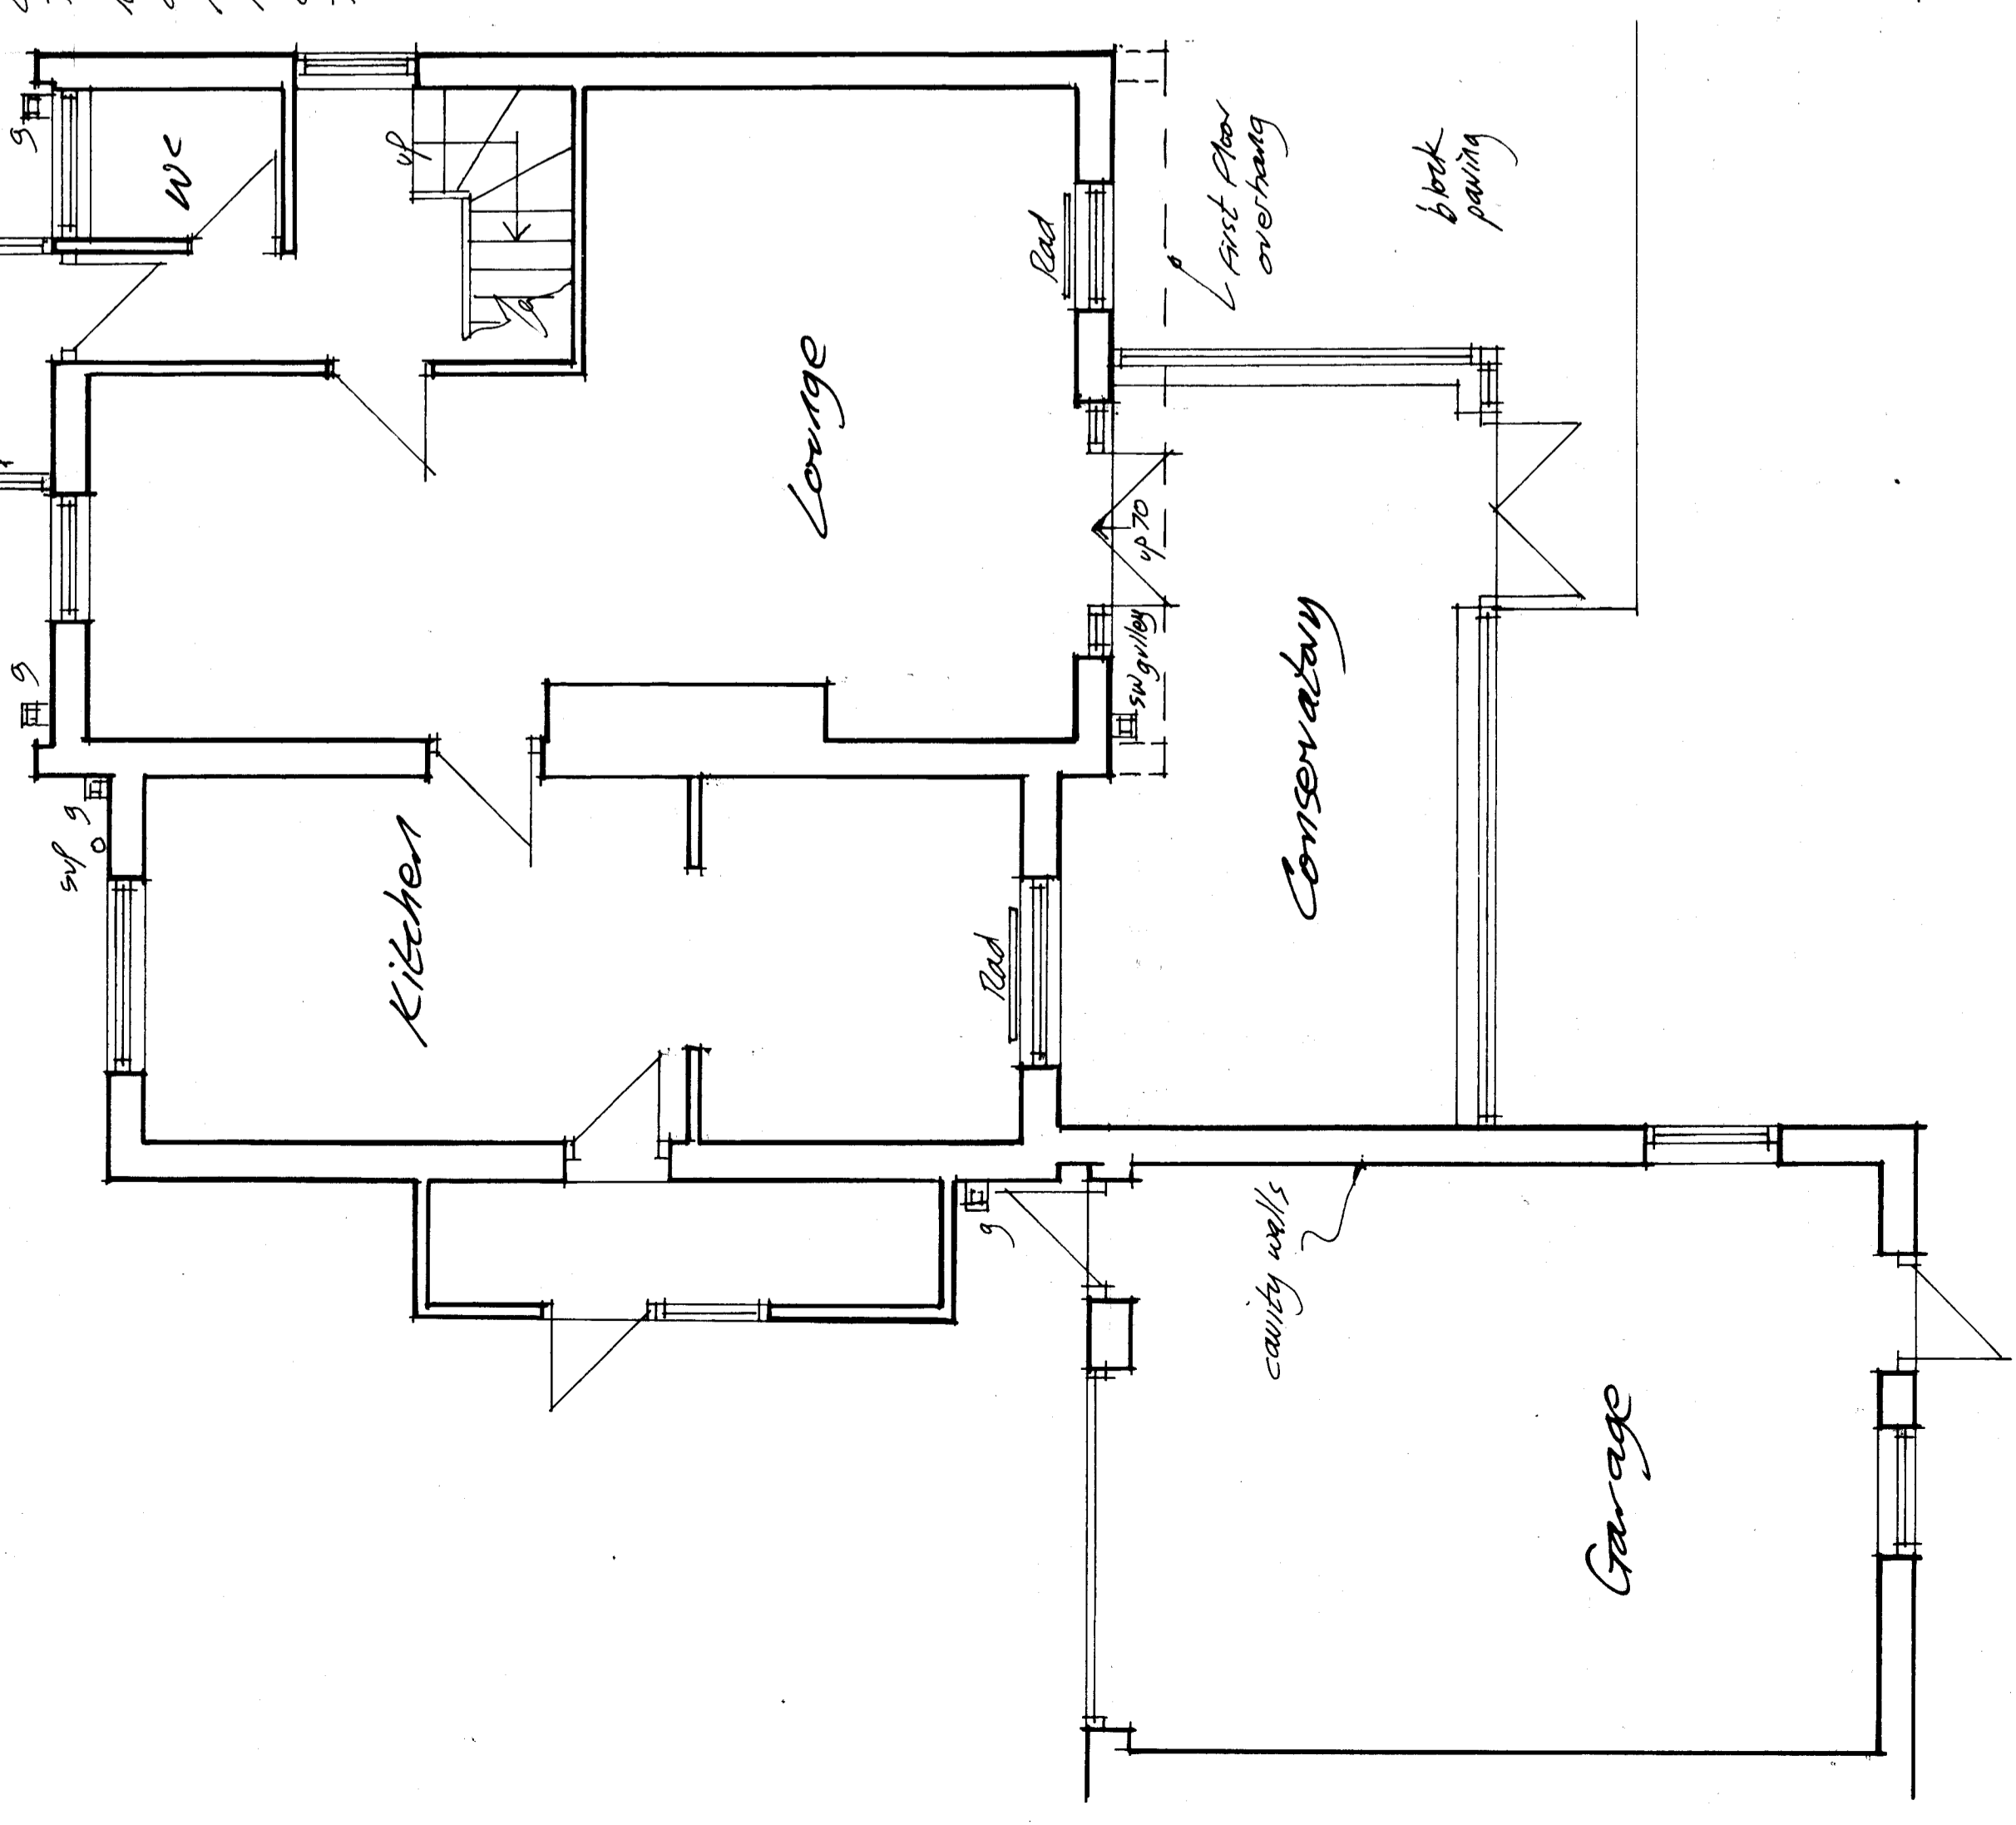 g
WC
up
Rad
First Floor
overhang
block
paving
Lounge
up 70
sw gulley
g
g
svp
Kitchen
Rad
Conservatory
g
cavity walls
Garage